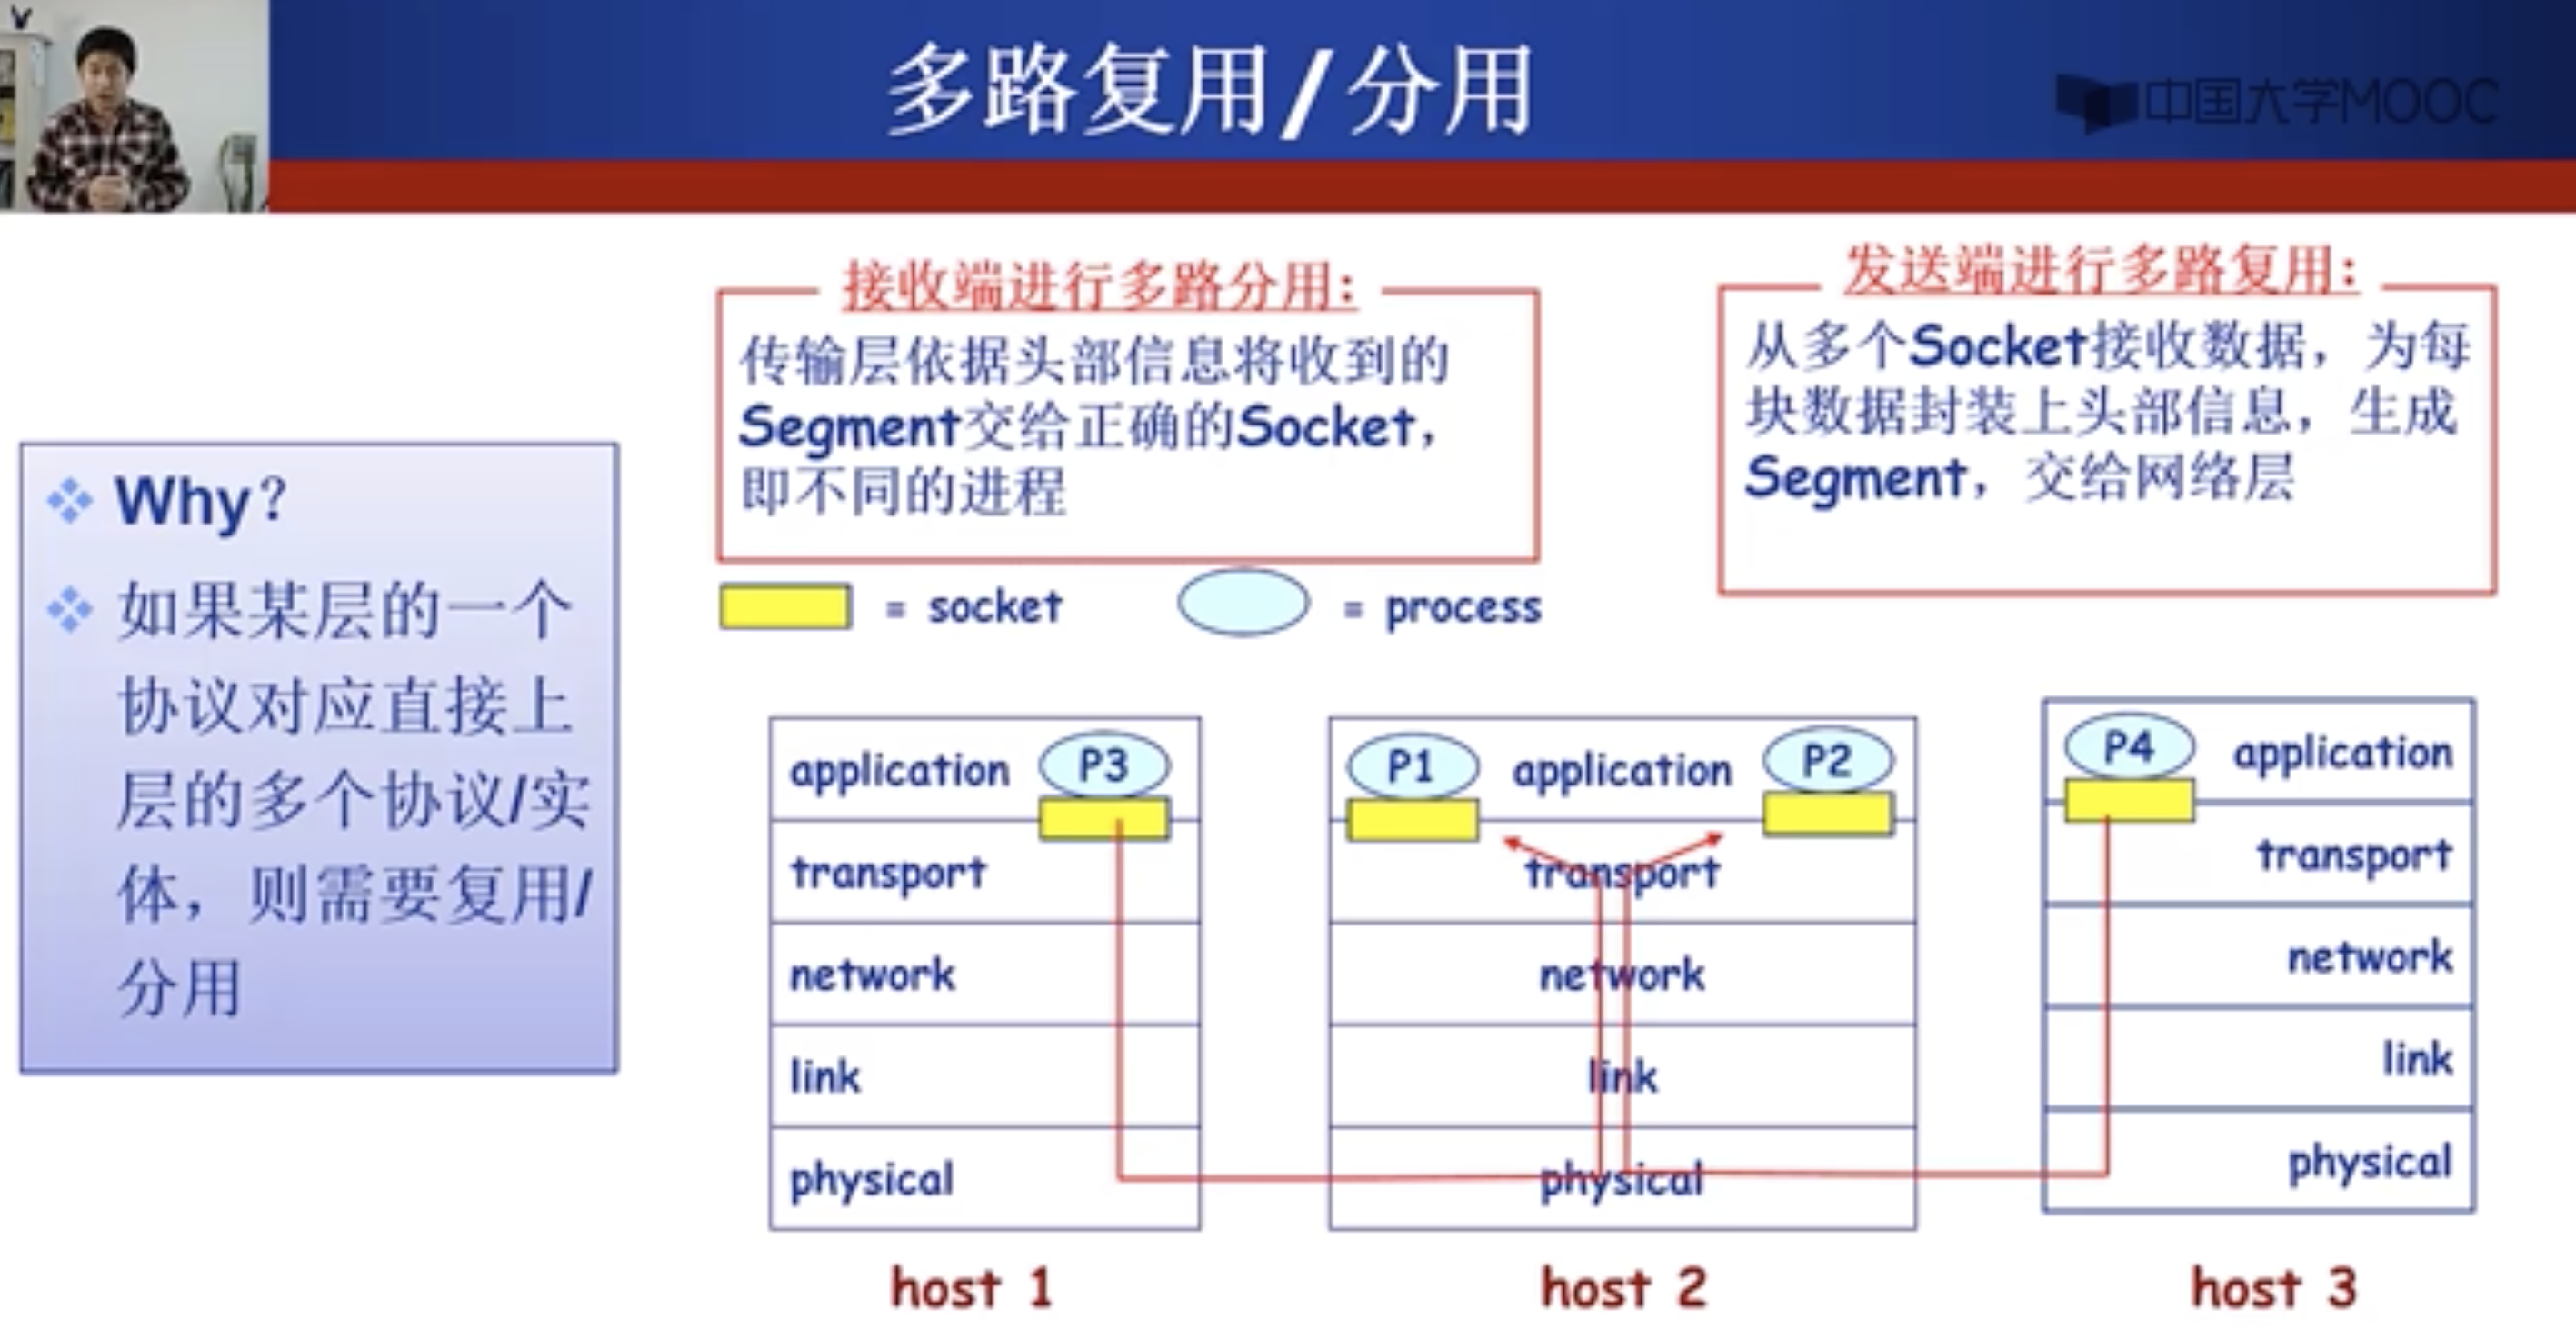 多路复用/分用
中国大学MOOC
接收端进行多路分用：
传输层依据头部信息将收到的
Segment交给正确的Socket，
即不同的进程
发送端进行多路复用：
从多个Socket接收数据，为每
块数据封装上头部信息，生成
Segment，交给网络层
Why？
如果某层的一个
协议对应直接上
层的多个协议/实
体，则需要复用/
分用
= socket
= process
application P3
transport
network
link
physical
host 1
P1 application P2
transport
network
link
physical
host 2
P4 application
transport
network
link
physical
host 3